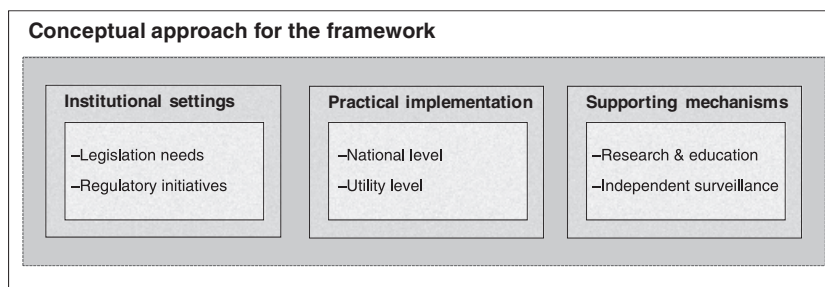 Conceptual approach for the framework
Institutional settings
–Legislation needs
–Regulatory initiatives
Practical implementation
–National level
–Utility level
Supporting mechanisms
–Research & education
–Independent surveillance